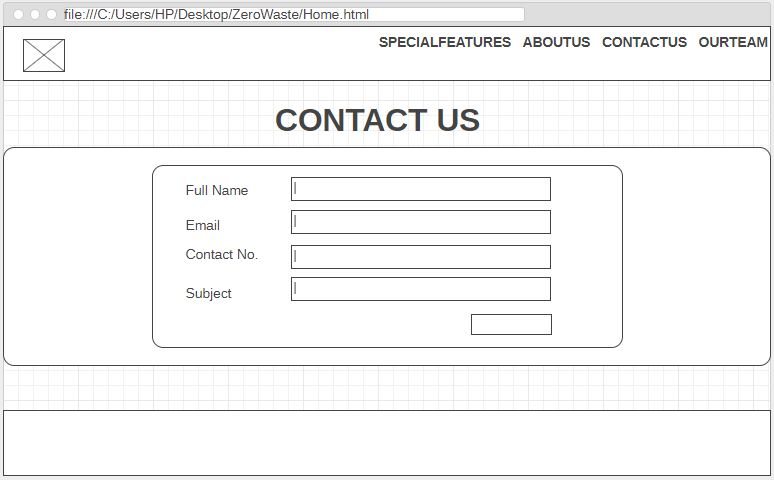 file:///C:/Users/HP/Desktop/ZeroWaste/Home.html
SPECIALFEATURES ABOUTUS CONTACTUS OURTEAM
CONTACT US
Full Name
Email
Contact No.
Subject